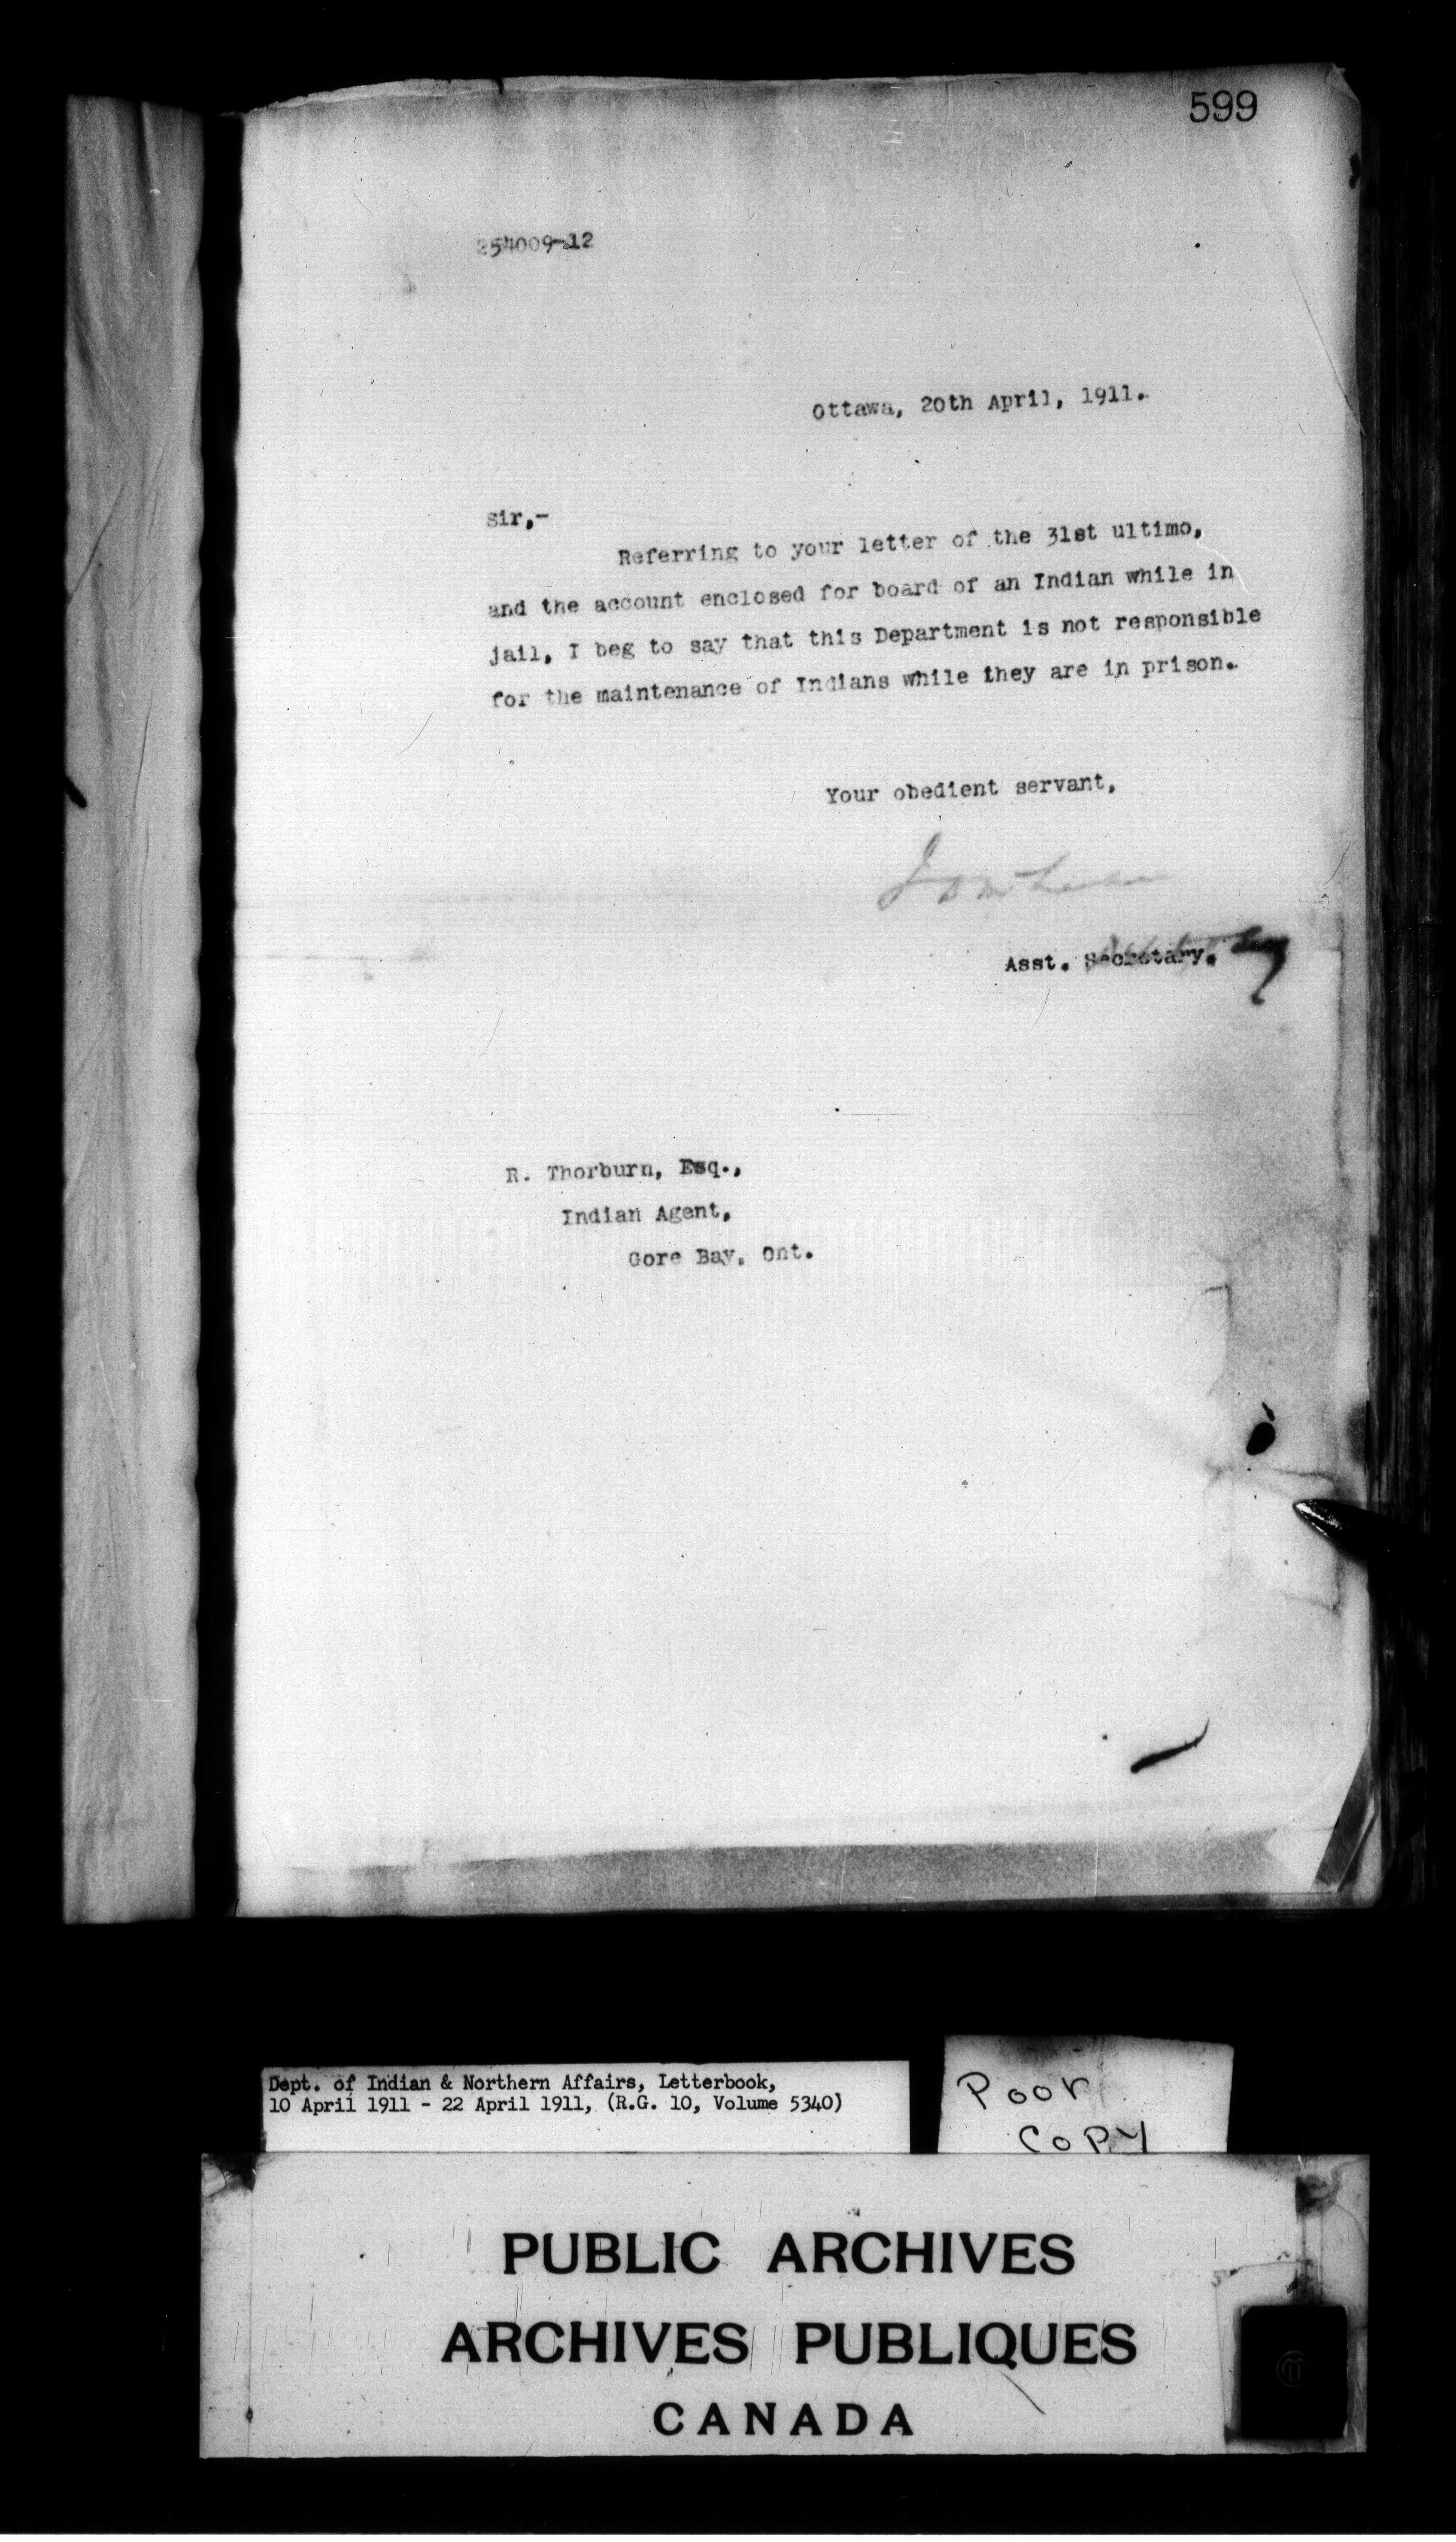 599
254009-12
Ottawa, 20th April, 1911.
Sir,-
Referring to your letter of the 31st ultimo,
and the account enclosed for board of an Indian while in
jail, I beg to say that this Department is not responsible
for the maintenance of Indians while they are in prison.
Your obedient servant,
Asst. Secretary.
R. Thorburn, Esq.,
Indian Agent,
Gore Bay, Ont.
Dept. of Indian & Northern Affairs, Letterbook,
10 April 1911 - 22 April 1911, (R.G. 10, Volume 5340)
Poor
COPY
PUBLIC ARCHIVES
ARCHIVES PUBLIQUES
CANADA